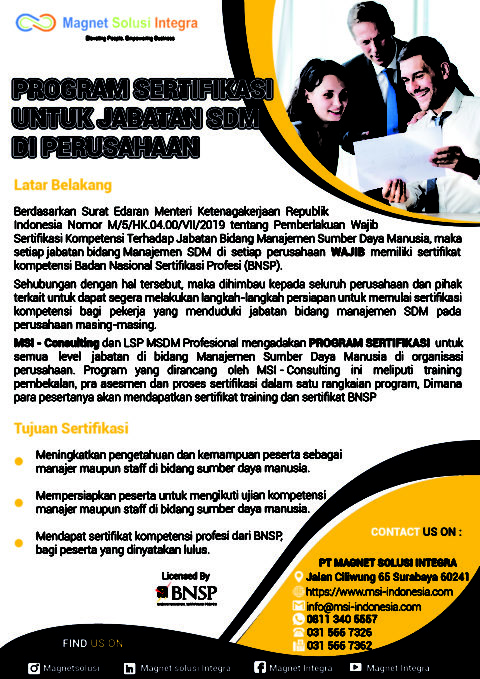 Magnet Solusi Integra
Elevating People. Empowering Business
PROGRAM SERTIFIKASI
UNTUK JABATAN SDM
DI PERUSAHAAN
Latar Belakang
Berdasarkan Surat Edaran Menteri Ketenagakerjaan Republik
Indonesia Nomor M/5/HK.04.00/VII/2019 tentang Pemberlakuan Wajib
Sertifikasi Kompetensi Terhadap Jabatan Bidang Manajemen Sumber Daya Manusia, maka
setiap jabatan bidang Manajemen SDM di setiap perusahaan WAJIB memiliki sertifikat
kompetensi Badan Nasional Sertifikasi Profesi (BNSP).
Sehubungan dengan hal tersebut, maka dihimbau kepada seluruh perusahaan dan pihak
terkait untuk dapat segera melakukan langkah-langkah persiapan untuk memulai sertifikasi
kompetensi bagi pekerja yang menduduki jabatan bidang manajemen SDM pada
perusahaan masing-masing.
MSI - Consulting dan LSP MSDM Profesional mengadakan PROGRAM SERTIFIKASI untuk
semua level jabatan di bidang Manajemen Sumber Daya Manusia di organisasi
perusahaan. Program yang dirancang oleh MSI - Consulting ini meliputi training
pembekalan, pra asesmen dan proses sertifikasi dalam satu rangkaian program, Dimana
para pesertanya akan mendapatkan sertifikat training dan sertifikat BNSP
Tujuan Sertifikasi
Meningkatkan pengetahuan dan kemampuan peserta sebagai
manajer maupun staff di bidang sumber daya manusia.
Mempersiapkan peserta untuk mengikuti ujian kompetensi
manajer maupun staff di bidang sumber daya manusia.
Mendapat sertifikat kompetensi profesi dari BNSP,
bagi peserta yang dinyatakan lulus.
Licensed By
BNSP
CONTACT US ON :
PT MAGNET SOLUSI INTEGRA
Jalan Ciliwung 65 Surabaya 60241
https://www.msi-indonesia.com
info@msi-indonesia.com
0811 340 5557
031 566 7326
031 566 7362
FIND US ON
Magnetsolusi
Magnet solusi Integra
Magnet Integra
Magnet Integra